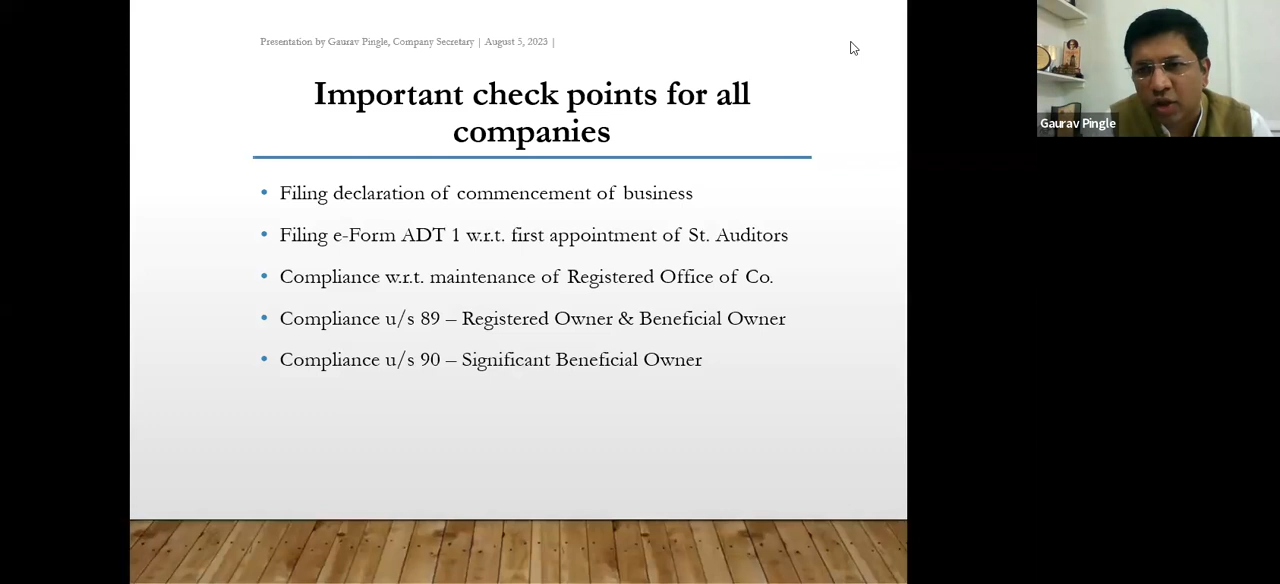 Presentation by Gaurav Pingle, Company Secretary | August 5, 2023 |
Important check points for all
companies
• Filing declaration of commencement of business
• Filing e-Form ADT 1 w.r.t. first appointment of St. Auditors
• Compliance w.r.t. maintenance of Registered Office of Co.
• Compliance u/s 89 – Registered Owner & Beneficial Owner
• Compliance u/s 90 – Significant Beneficial Owner
Gaurav Pingle